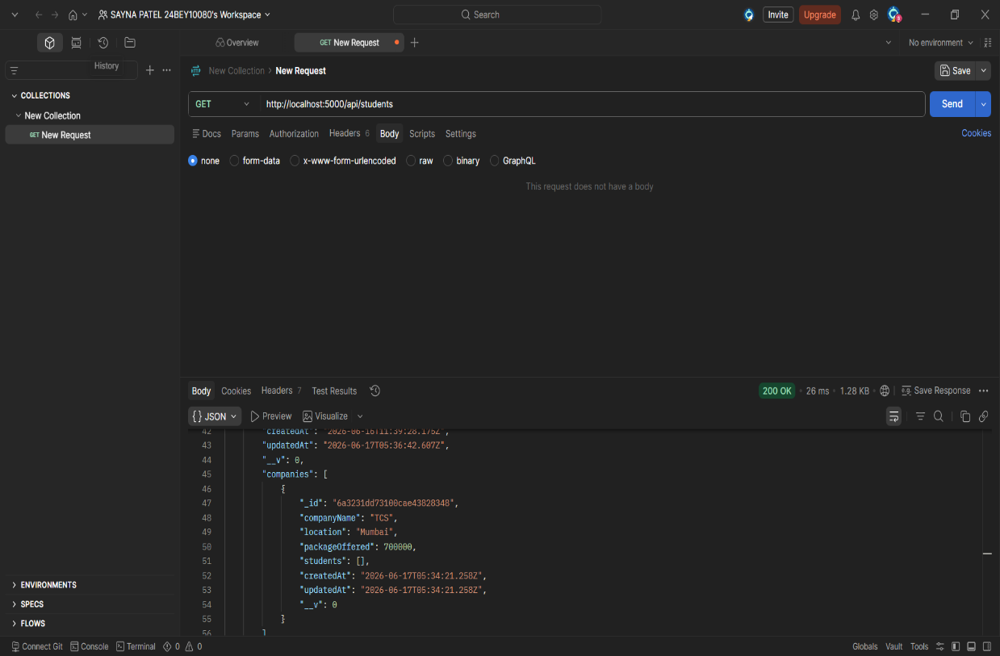 SAYNA PATEL 24BEY10080's Workspace
Search
Invite
Upgrade
Overview
GET New Request
No environment
History
New Collection > New Request
Save
COLLECTIONS
New Collection
GET New Request
GET
http://localhost:5000/api/students
Send
Docs Params Authorization Headers 6 Body Scripts Settings
Cookies
none form-data x-www-form-urlencoded raw binary GraphQL
This request does not have a body
Body Cookies Headers 7 Test Results
200 OK • 26 ms • 1.28 KB • e.g. Save Response
{} JSON Preview Visualize
42 "createdAt": "2026-06-16T11:39:28.175Z",
43 "updatedAt": "2026-06-17T05:36:42.607Z",
44 "__v": 0,
45 "companies": [
46 {
47 "_id": "6a3231dd73100cae43828348",
48 "companyName": "TCS",
49 "location": "Mumbai",
50 "packageOffered": 700000,
51 "students": [],
52 "createdAt": "2026-06-17T05:34:21.258Z",
53 "updatedAt": "2026-06-17T05:34:21.258Z",
54 "__v": 0
55 }
56 ]
ENVIRONMENTS
SPECS
FLOWS
Connect Git Console Terminal 0 0
Globals Vault Tools